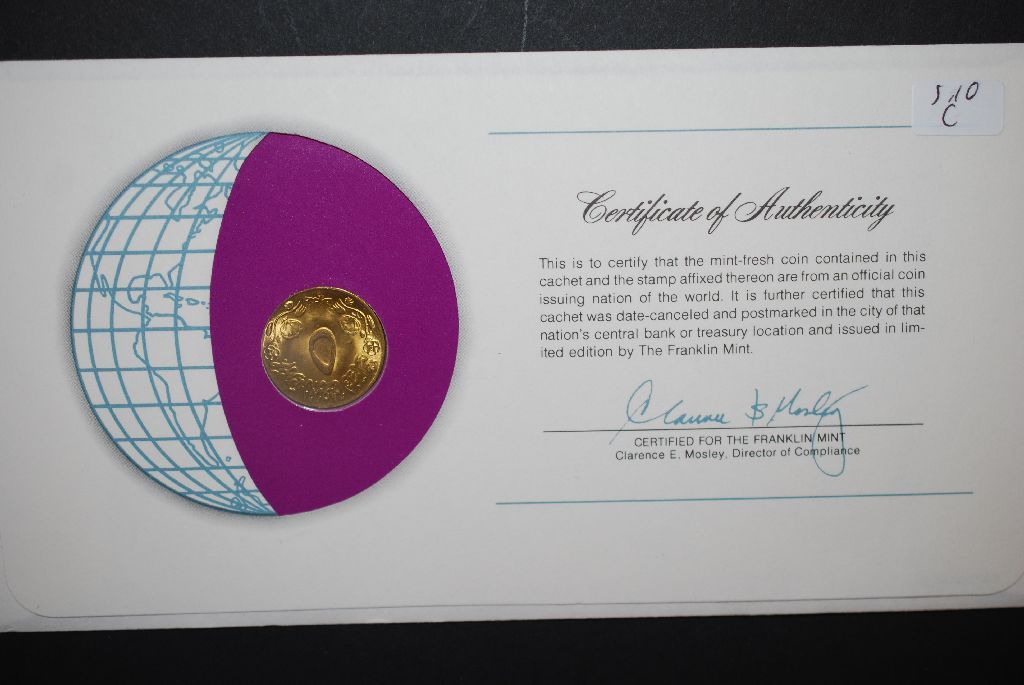 5.10
C
Certificate of Authenticity
This is to certify that the mint-fresh coin contained in this
cachet and the stamp affixed thereon are from an official coin
issuing nation of the world. It is further certified that this
cachet was date-canceled and postmarked in the city of that
nation's central bank or treasury location and issued in lim-
ited edition by The Franklin Mint.
CERTIFIED FOR THE FRANKLIN MINT
Clarence E. Mosley, Director of Compliance
٥